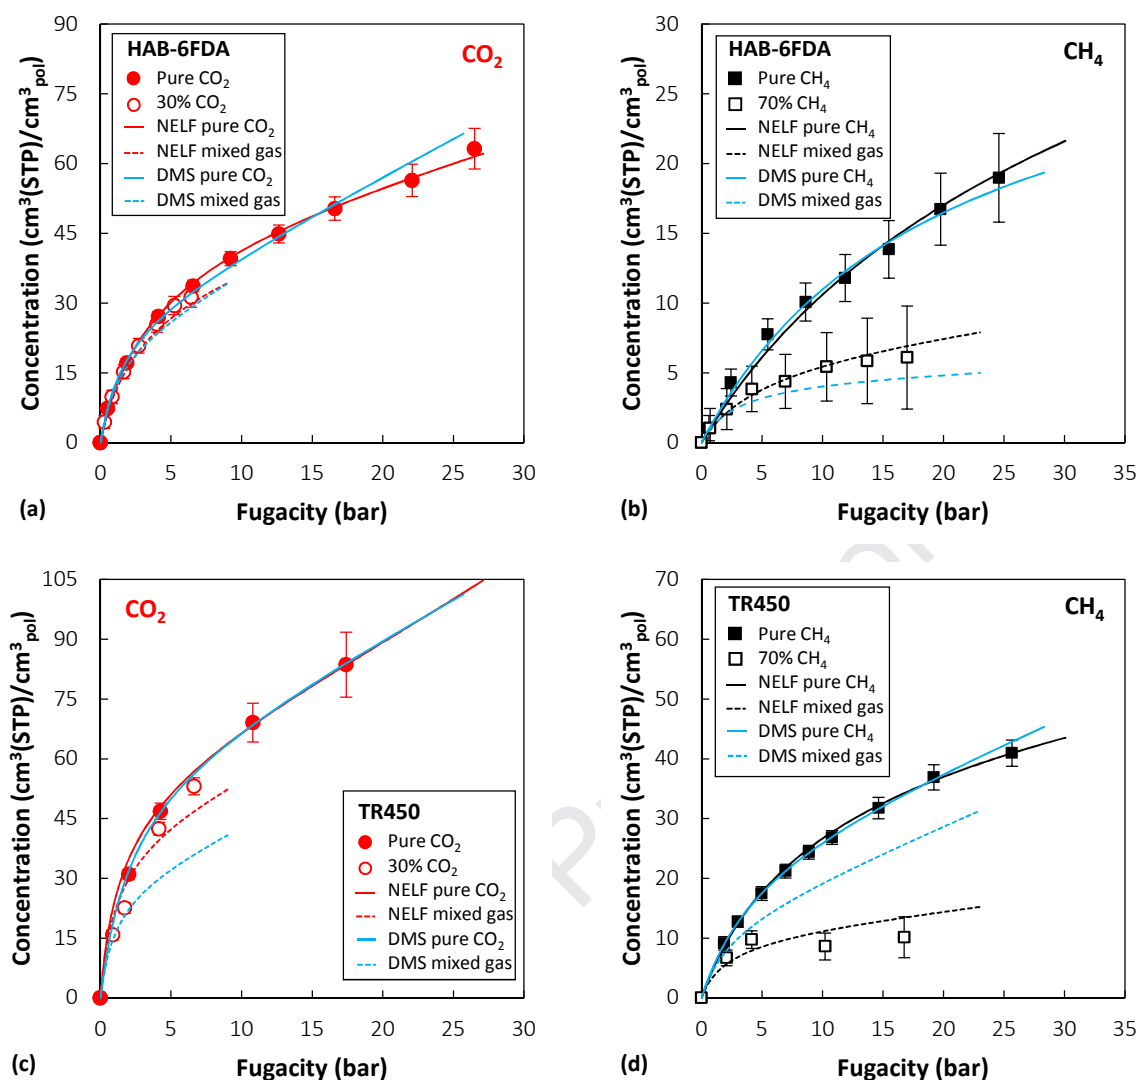 90
75
60
45
30
15
0
Concentration (cm³(STP)/cm³pol)
HAB-6FDA
Pure CO₂
30% CO₂
NELF pure CO₂
NELF mixed gas
DMS pure CO₂
DMS mixed gas
CO₂
0 5 10 15 20 25 30
Fugacity (bar)
(a)
30
25
20
15
10
5
0
Concentration (cm³(STP)/cm³pol)
HAB-6FDA
Pure CH₄
70% CH₄
NELF pure CH₄
NELF mixed gas
DMS pure CH₄
DMS mixed gas
CH₄
0 5 10 15 20 25 30 35
Fugacity (bar)
(b)
105
90
75
60
45
30
15
0
Concentration (cm³(STP)/cm³pol)
CO₂
TR450
Pure CO₂
30% CO₂
NELF pure CO₂
NELF mixed gas
DMS pure CO₂
DMS mixed gas
0 5 10 15 20 25 30
Fugacity (bar)
(c)
70
60
50
40
30
20
10
0
Concentration (cm³(STP)/cm³pol)
TR450
Pure CH₄
70% CH₄
NELF pure CH₄
NELF mixed gas
DMS pure CH₄
DMS mixed gas
CH₄
0 5 10 15 20 25 30 35
Fugacity (bar)
(d)